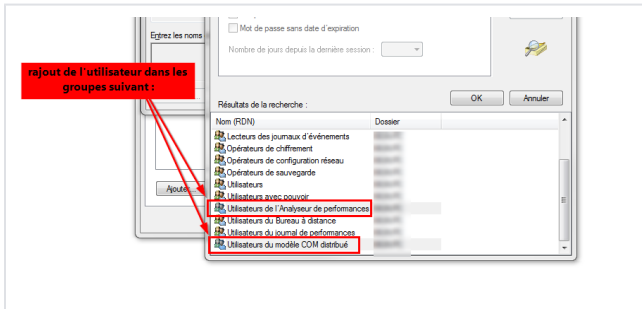 Mot de passe sans date d'expiration
Entrez les noms
Nombre de jours depuis la dernière session :
rajout de l'utilisateur dans les
groupes suivant :
OK
Annuler
Résultats de la recherche :
Nom (RDN)
Dossier
Lecteurs des journaux d'événements
Opérateurs de chiffrement
Opérateurs de configuration réseau
Opérateurs de sauvegarde
Utilisateurs
Utilisateurs avec pouvoir
Ajouter...
Utilisateurs de l'Analyseur de performances
Utilisateurs du Bureau à distance
Utilisateurs du journal de performances
Utilisateurs du modèle COM distribué